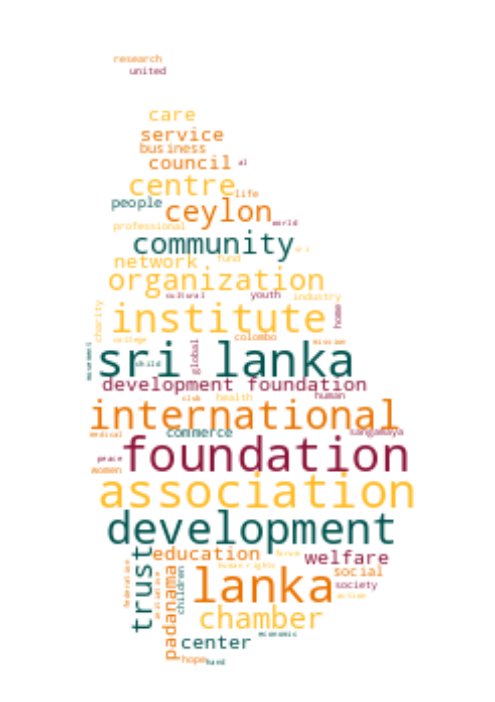 research
united
care
service
business
council al
centre life
people ceylon
professional world
community sri
network fund
organization
cultural youth industry
charity institute home
college colombo mission
sri lanka
child global
development foundation
club health human
international
medical commerce sangamaya
foundation
peace
women
association
development
trust education forum welfare
federation human rights social
padanama children lanka society
action
chamber
economic
center
hope hand